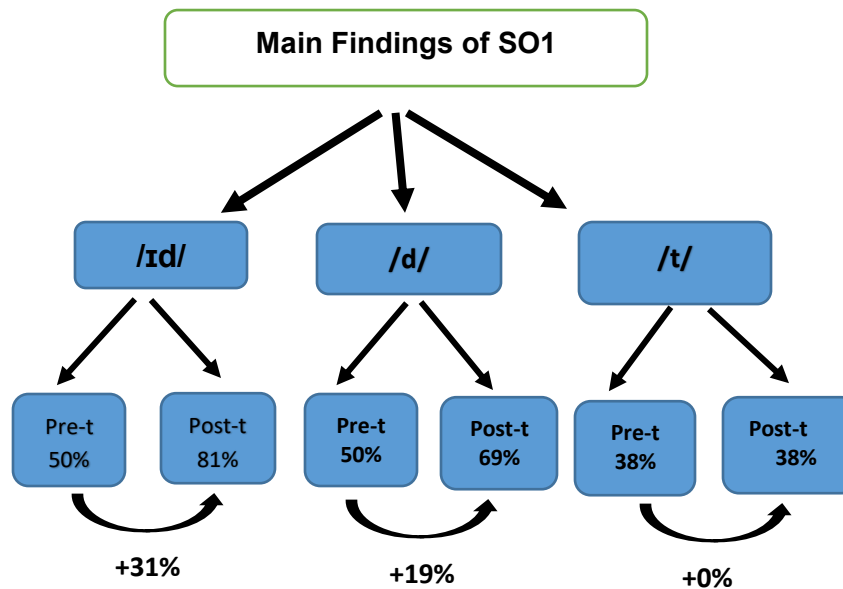 Main Findings of SO1
/ɪd/
/d/
/t/
Pre-t
50%
Post-t
81%
Pre-t
50%
Post-t
69%
Pre-t
38%
Post-t
38%
+31%
+19%
+0%